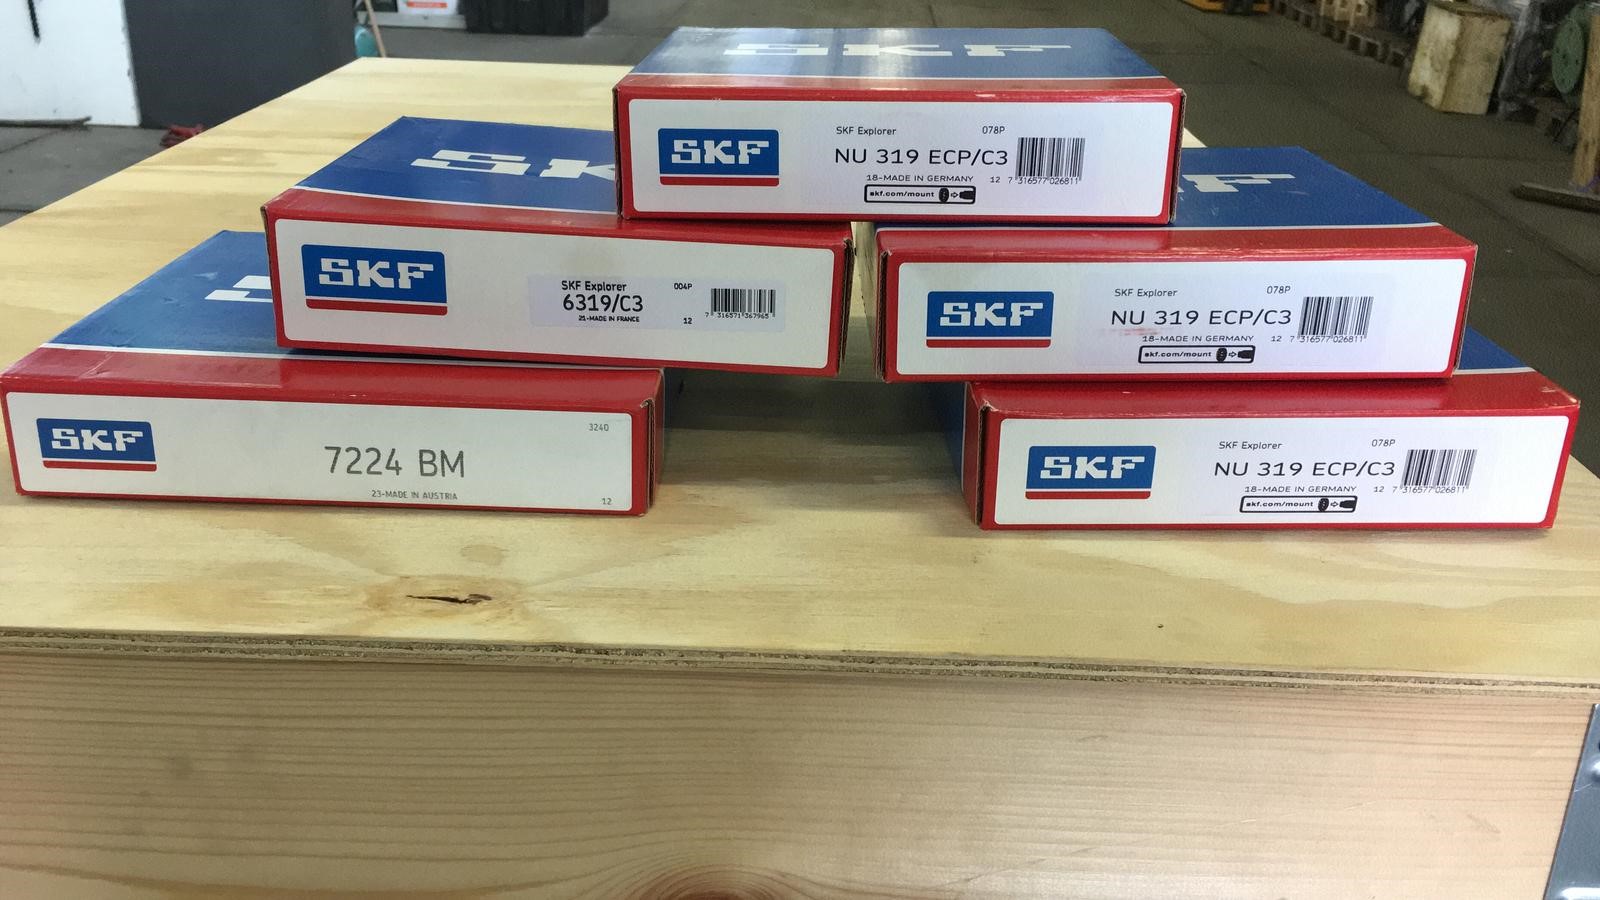 SKF
SKF
SKF Explorer 078P
NU 319 ECP/C3
18-MADE IN GERMANY 12 7 316577 026811
skf.com/mount
SK
SKF
SKF Explorer 004P
6319/C3
21-MADE IN FRANCE 12 7 316571 367965
KF
SKF
SKF Explorer 078P
NU 319 ECP/C3
18-MADE IN GERMANY 12 7 316577 026811
skf.com/mount
S
SKF
3240
7224 BM
23-MADE IN AUSTRIA 12
SKF
SKF Explorer 078P
NU 319 ECP/C3
18-MADE IN GERMANY 12 7 316577 026811
skf.com/mount